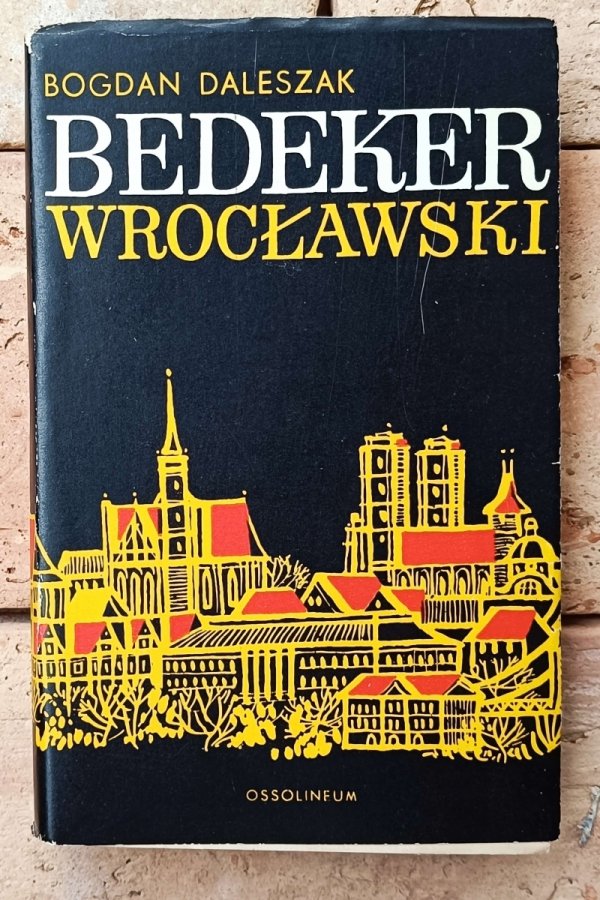 BOGDAN DALESZAK
BEDEKER
WROCŁAWSKI
OSSOLINEUM